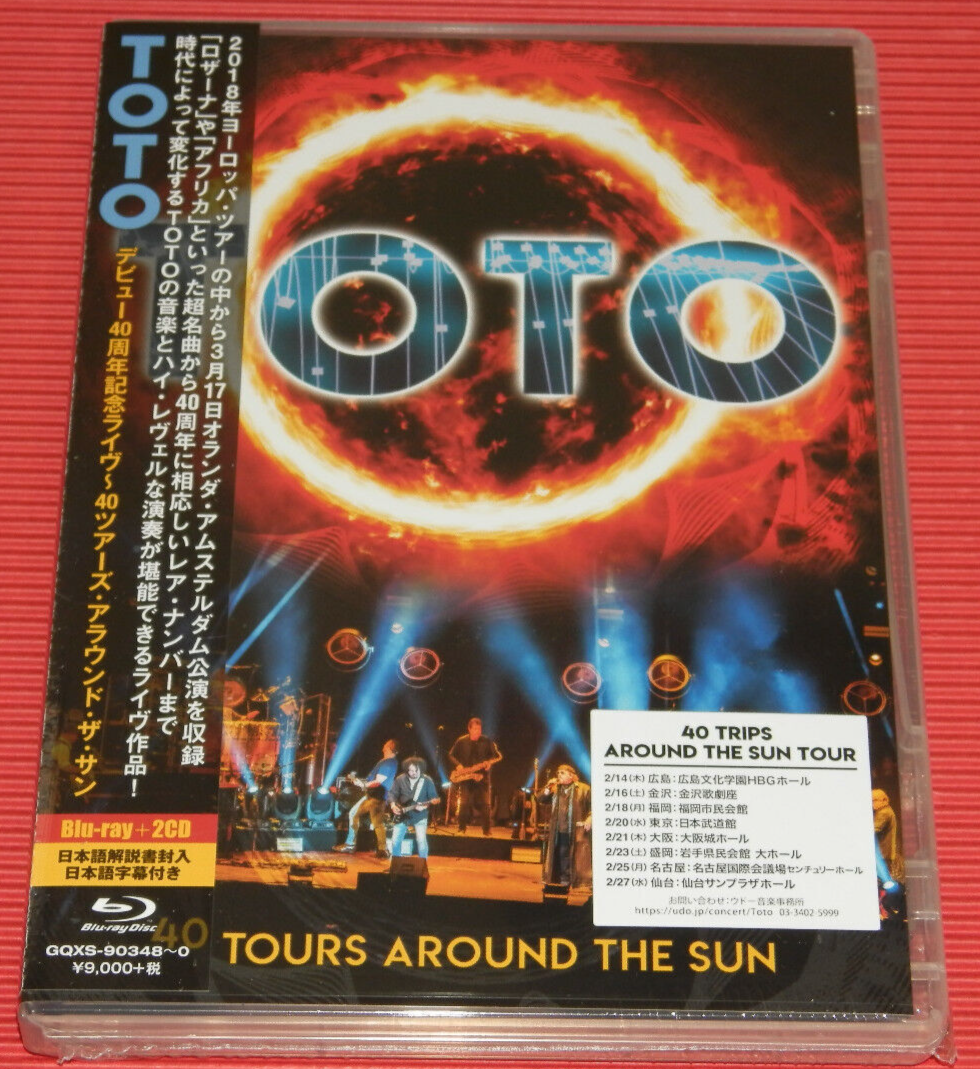 TOTO
デビュー40周年記念ライヴ～40ツアーズ・アラウンド・ザ・サン
2018年ヨーロッパ・ツアーの中から3月17日オランダ・アムステルダム公演を収録
「ロザーナ」や「アフリカ」といった超名曲から40周年に相応しいレア・ナンバーまで
時代によって変化するTOTOの音楽とハイ・レヴェルな演奏が堪能できるライヴ作品！
Blu-ray+2CD
日本語解説書封入
日本語字幕付き
Blu-ray Disc
GQXS-90348～0
¥9,000+税
TOTO
40 TRIPS
AROUND THE SUN TOUR
2/14(木) 広島：広島文化学園HBGホール
2/16(土) 金沢：金沢歌劇座
2/18(月) 福岡：福岡市民会館
2/20(水) 東京：日本武道館
2/21(木) 大阪：大阪城ホール
2/23(土) 盛岡：岩手県民会館 大ホール
2/25(月) 名古屋：名古屋国際会議場センチュリーホール
2/27(水) 仙台：仙台サンプラザホール
お問い合わせ：ウドー音楽事務所
https://udo.jp/concert/Toto 03-3402-5999
40 TOURS AROUND THE SUN